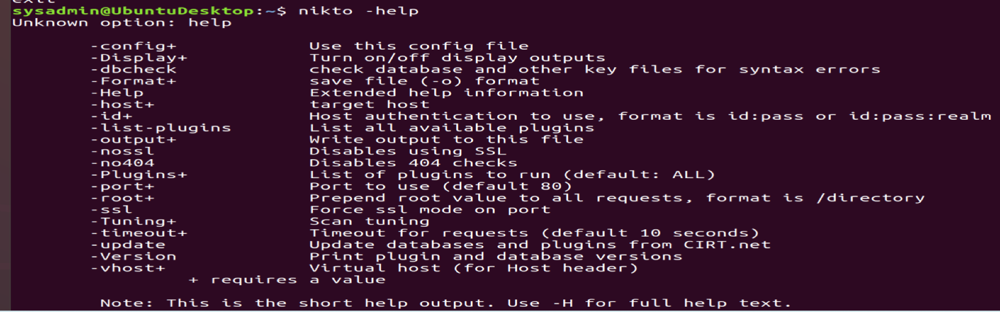 exit
sysadmin@UbuntuDesktop:~$ nikto -help
Unknown option: help
-config+ Use this config file
-Display+ Turn on/off display outputs
-dbcheck check database and other key files for syntax errors
-Format+ save file (-o) format
-Help Extended help information
-host+ target host
-id+ Host authentication to use, format is id:pass or id:pass:realm
-list-plugins List all available plugins
-output+ Write output to this file
-nossl Disables using SSL
-no404 Disables 404 checks
-Plugins+ List of plugins to run (default: ALL)
-port+ Port to use (default 80)
-root+ Prepend root value to all requests, format is /directory
-ssl Force ssl mode on port
-Tuning+ Scan tuning
-timeout+ Timeout for requests (default 10 seconds)
-update Update databases and plugins from CIRT.net
-Version Print plugin and database versions
-vhost+ Virtual host (for Host header)
+ requires a value
Note: This is the short help output. Use -H for full help text.